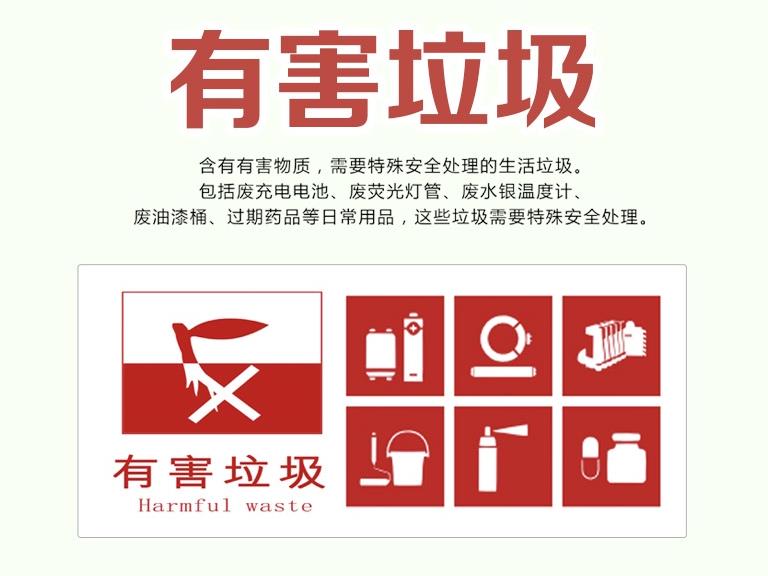 有害垃圾
含有有害物质，需要特殊安全处理的生活垃圾。
包括废充电电池、废荧光灯管、废水银温度计、
废油漆桶、过期药品等日常用品，这些垃圾需要特殊安全处理。
有害垃圾
Harmful waste